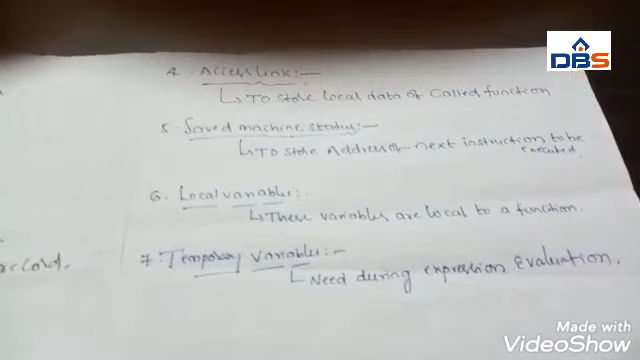 DBS
4. Access link:-
↳ To store local data of called function
5. Saved machine status:-
↳ To store Address of next instruction to be
executed.
6. Local variables:-
↳ These variables are local to a function.
record.
7. Temporary variables:-
↳ Need during expression Evaluation.
Made with
VideoShow